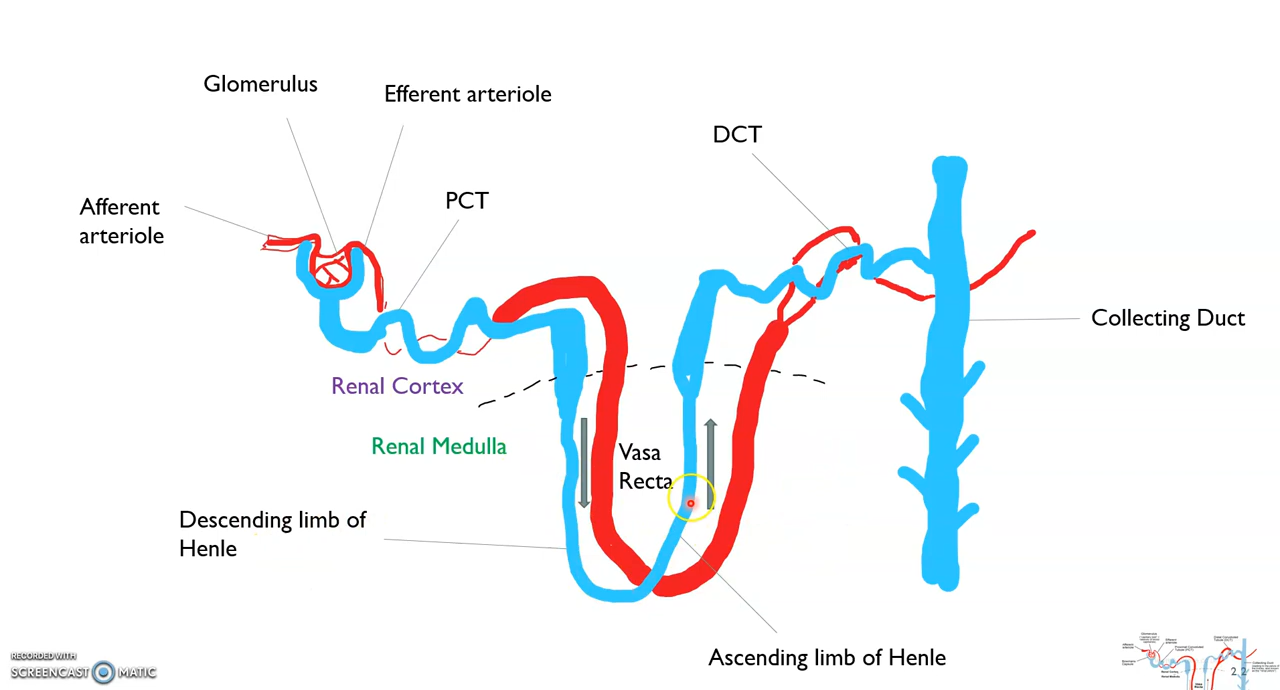 Glomerulus
Efferent arteriole
DCT
Afferent
arteriole
PCT
Collecting Duct
Renal Cortex
Renal Medulla
Vasa
Recta
Descending limb of
Henle
Ascending limb of Henle
RECORDED WITH
SCREENCAST MATIC